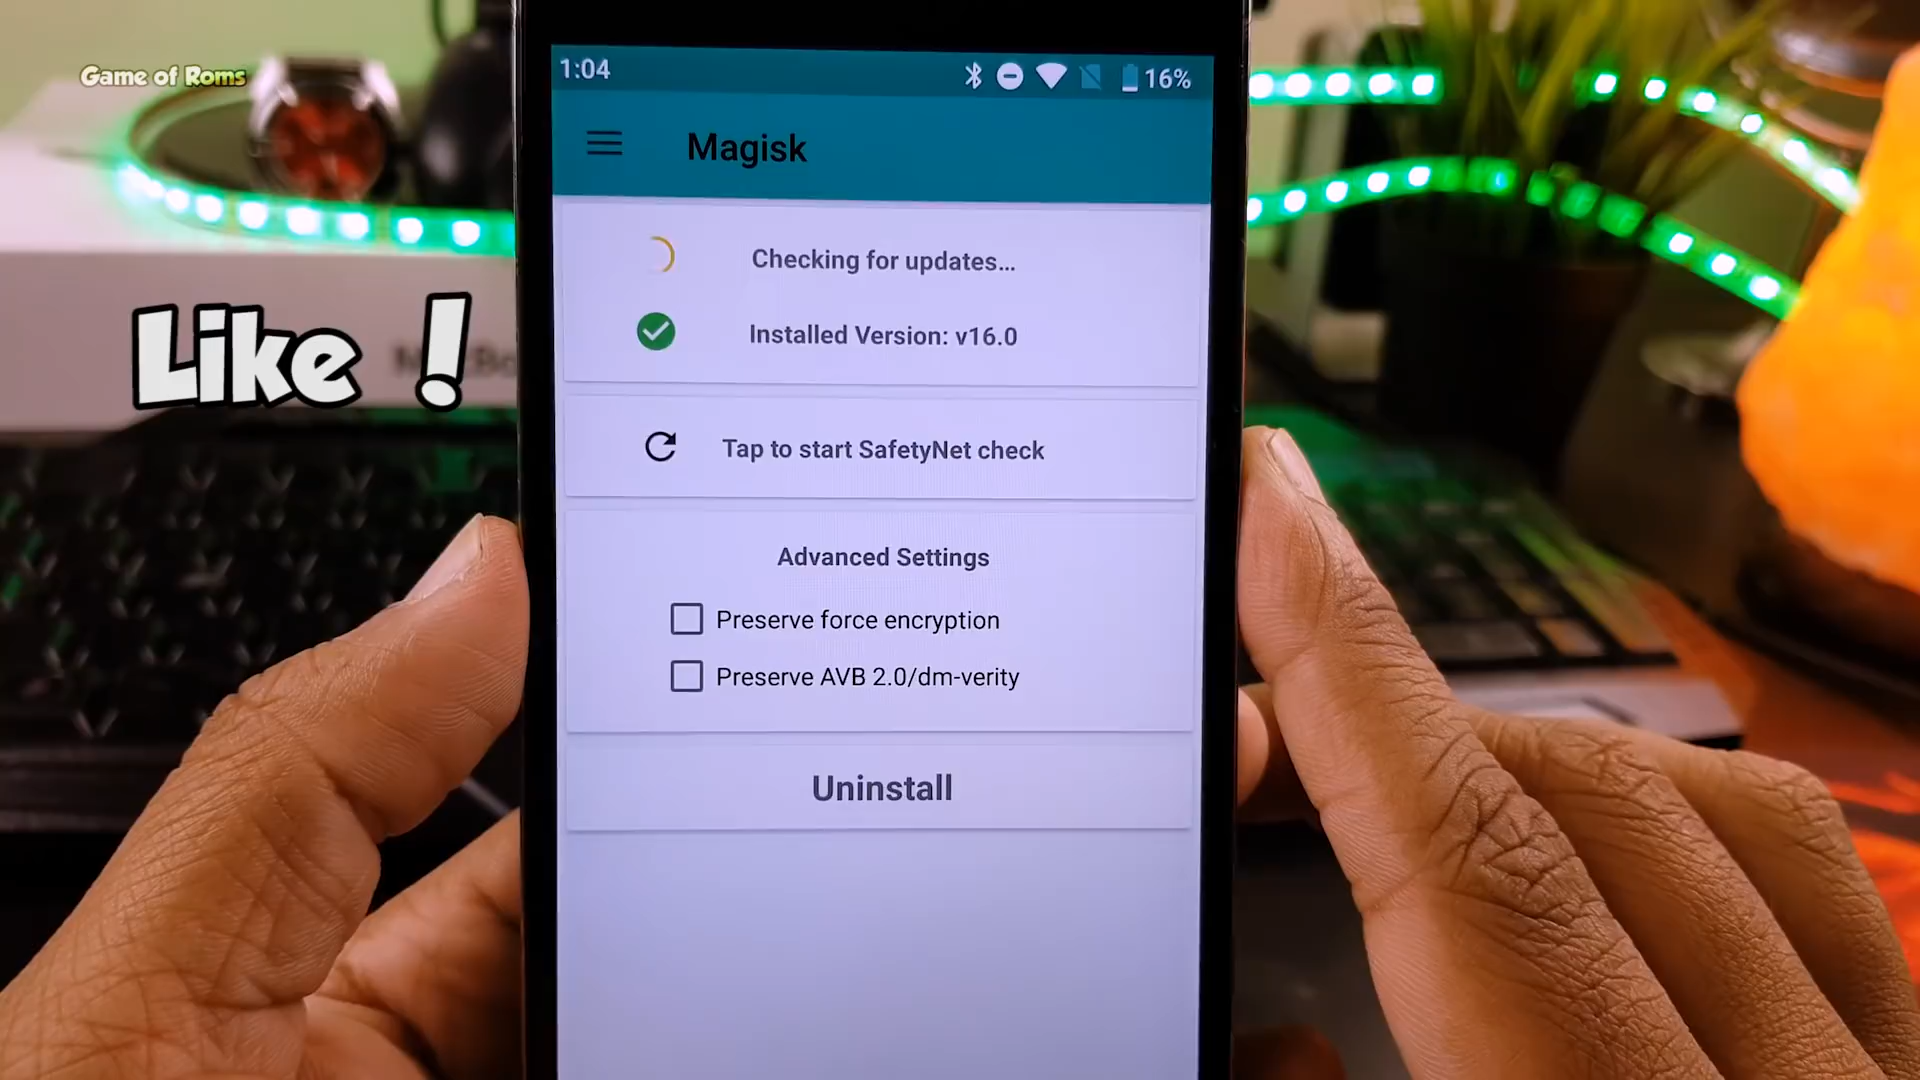 Game of Roms
1:04
16%
Magisk
Checking for updates...
Installed Version: v16.0
Like !
Tap to start SafetyNet check
Advanced Settings
Preserve force encryption
Preserve AVB 2.0/dm-verity
Uninstall